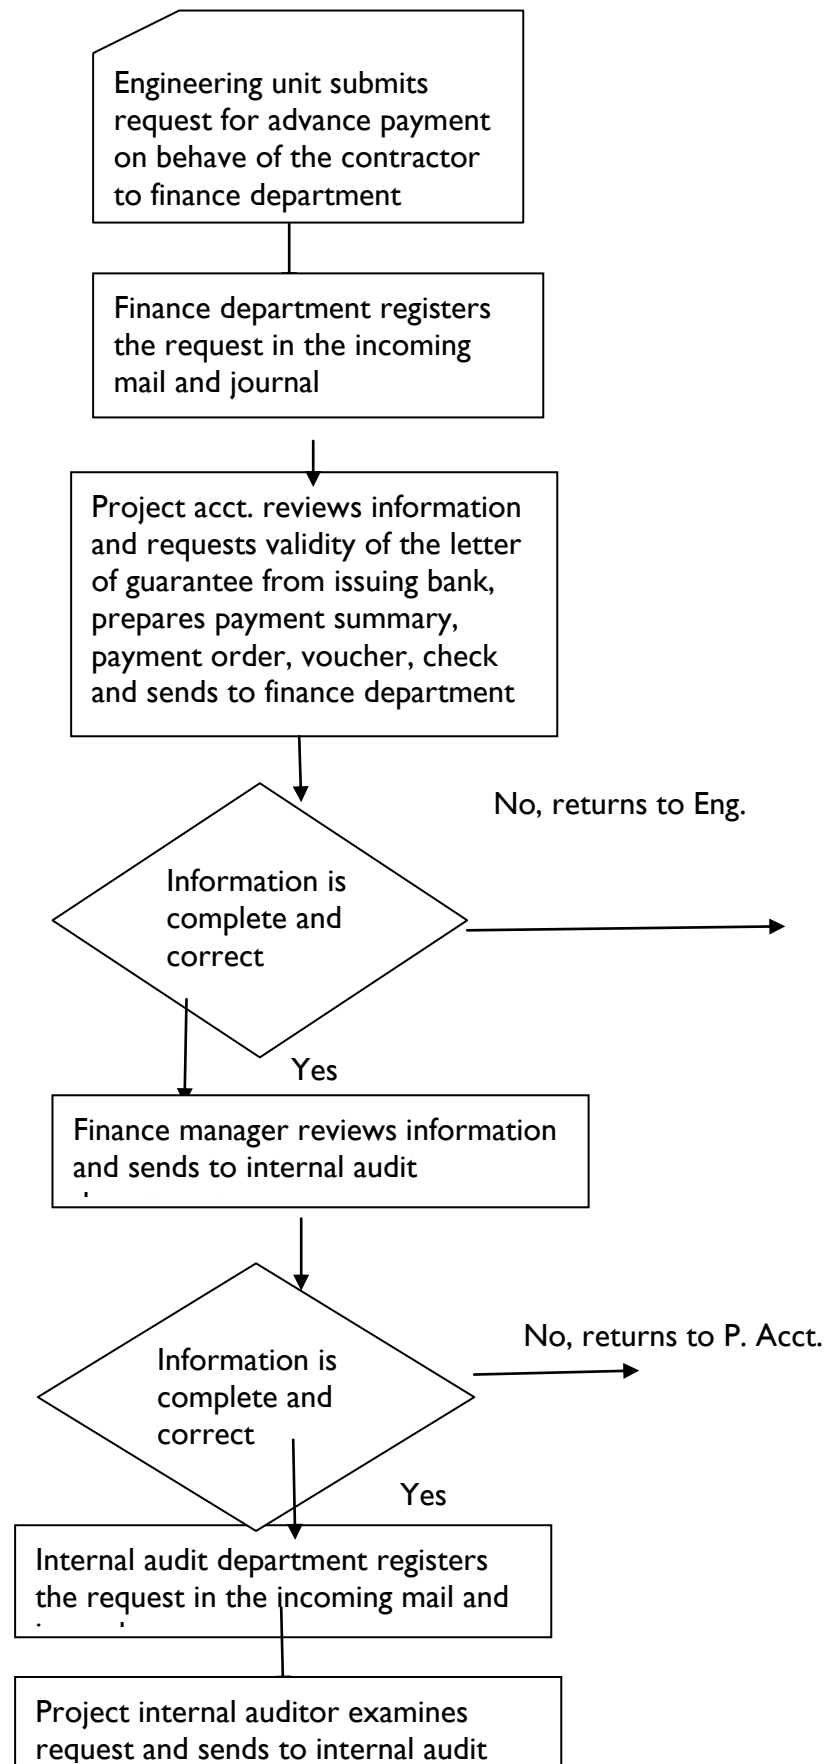 Engineering unit submits
request for advance payment
on behave of the contractor
to finance department
Finance department registers
the request in the incoming
mail and journal
Project acct. reviews information
and requests validity of the letter
of guarantee from issuing bank,
prepares payment summary,
payment order, voucher, check
and sends to finance department
No, returns to Eng.
Information is
complete and
correct
Yes
Finance manager reviews information
and sends to internal audit
No, returns to P. Acct.
Information is
complete and
correct
Yes
Internal audit department registers
the request in the incoming mail and
Project internal auditor examines
request and sends to internal audit